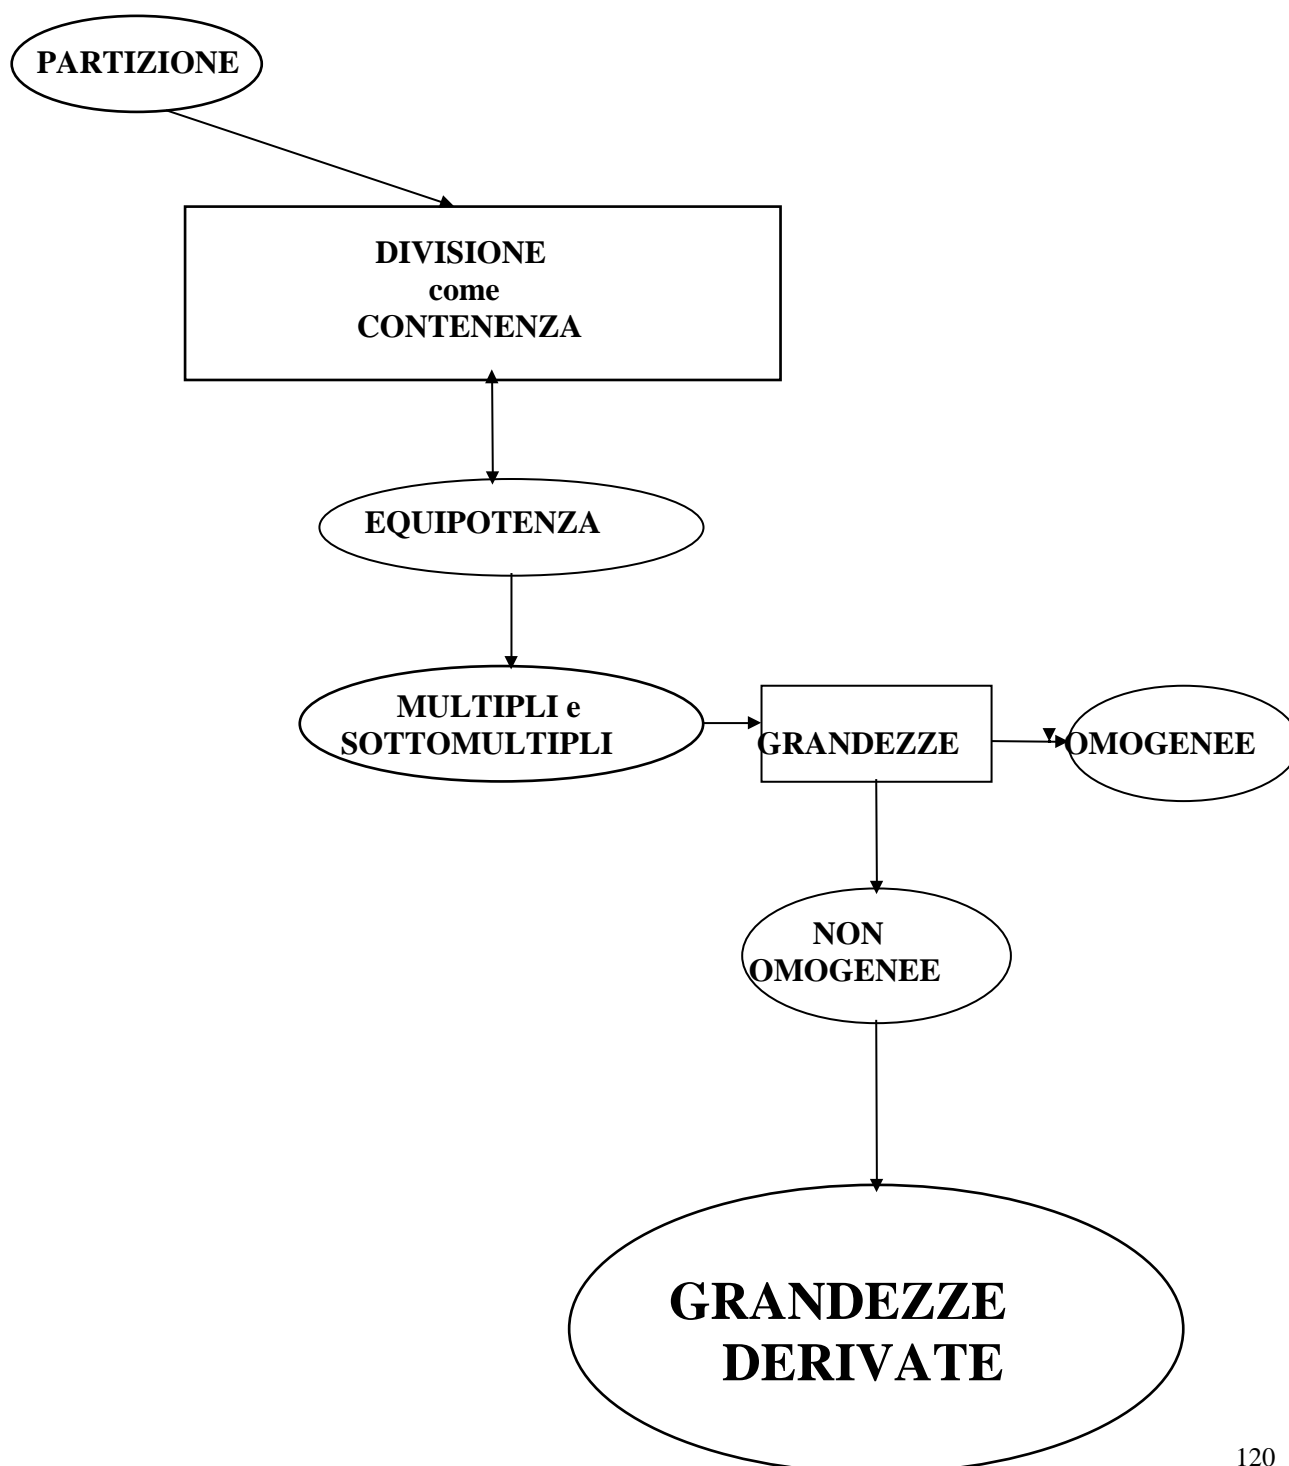 PARTIZIONE
DIVISIONE
come
CONTENENZA
EQUIPOTENZA
MULTIPLI e
SOTTOMULTIPLI
GRANDEZZE
OMOGENEE
NON
OMOGENEE
GRANDEZZE
DERIVATE
120